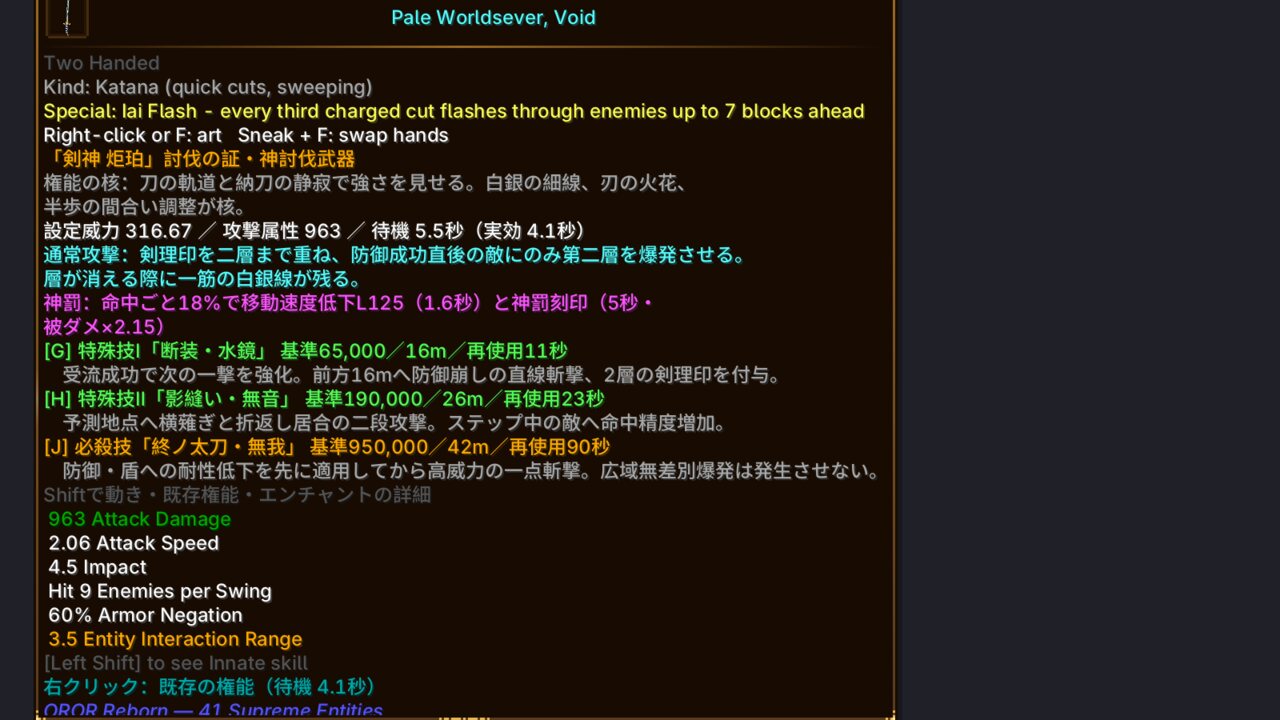 Pale Worldsever, Void
Two Handed
Kind: Katana (quick cuts, sweeping)
Special: Iai Flash - every third charged cut flashes through enemies up to 7 blocks ahead
Right-click or F: art  Sneak + F: swap hands
「剣神 炬珀」討伐の証・神討伐武器
権能の核：刀の軌道と納刀の静寂で強さを見せる。白銀の細線、刃の火花、
半歩の間合い調整が核。
設定威力 316.67 ／ 攻撃属性 963 ／ 待機 5.5秒（実効 4.1秒）
通常攻撃：剣理印を二層まで重ね、防御成功直後の敵にのみ第二層を爆発させる。
層が消える際に一筋の白銀線が残る。
神罰：命中ごと18%で移動速度低下L125（1.6秒）と神罰刻印（5秒・
被ダメ×2.15）
[G] 特殊技I「断装・水鏡」 基準65,000／16m／再使用11秒
受流成功で次の一撃を強化。前方16mへ防御崩しの直線斬撃、2層の剣理印を付与。
[H] 特殊技II「影縫い・無音」 基準190,000／26m／再使用23秒
予測地点へ横薙ぎと折返し居合の二段攻撃。ステップ中の敵へ命中精度増加。
[J] 必殺技「終ノ太刀・無我」 基準950,000／42m／再使用90秒
防御・盾への耐性低下を先に適用してから高威力の一点斬撃。広域無差別爆発は発生させない。
Shiftで動き・既存権能・エンチャントの詳細
963 Attack Damage
2.06 Attack Speed
4.5 Impact
Hit 9 Enemies per Swing
60% Armor Negation
3.5 Entity Interaction Range
[Left Shift] to see Innate skill
右クリック：既存の権能（待機 4.1秒）
OROR Reborn — 41 Supreme Entities